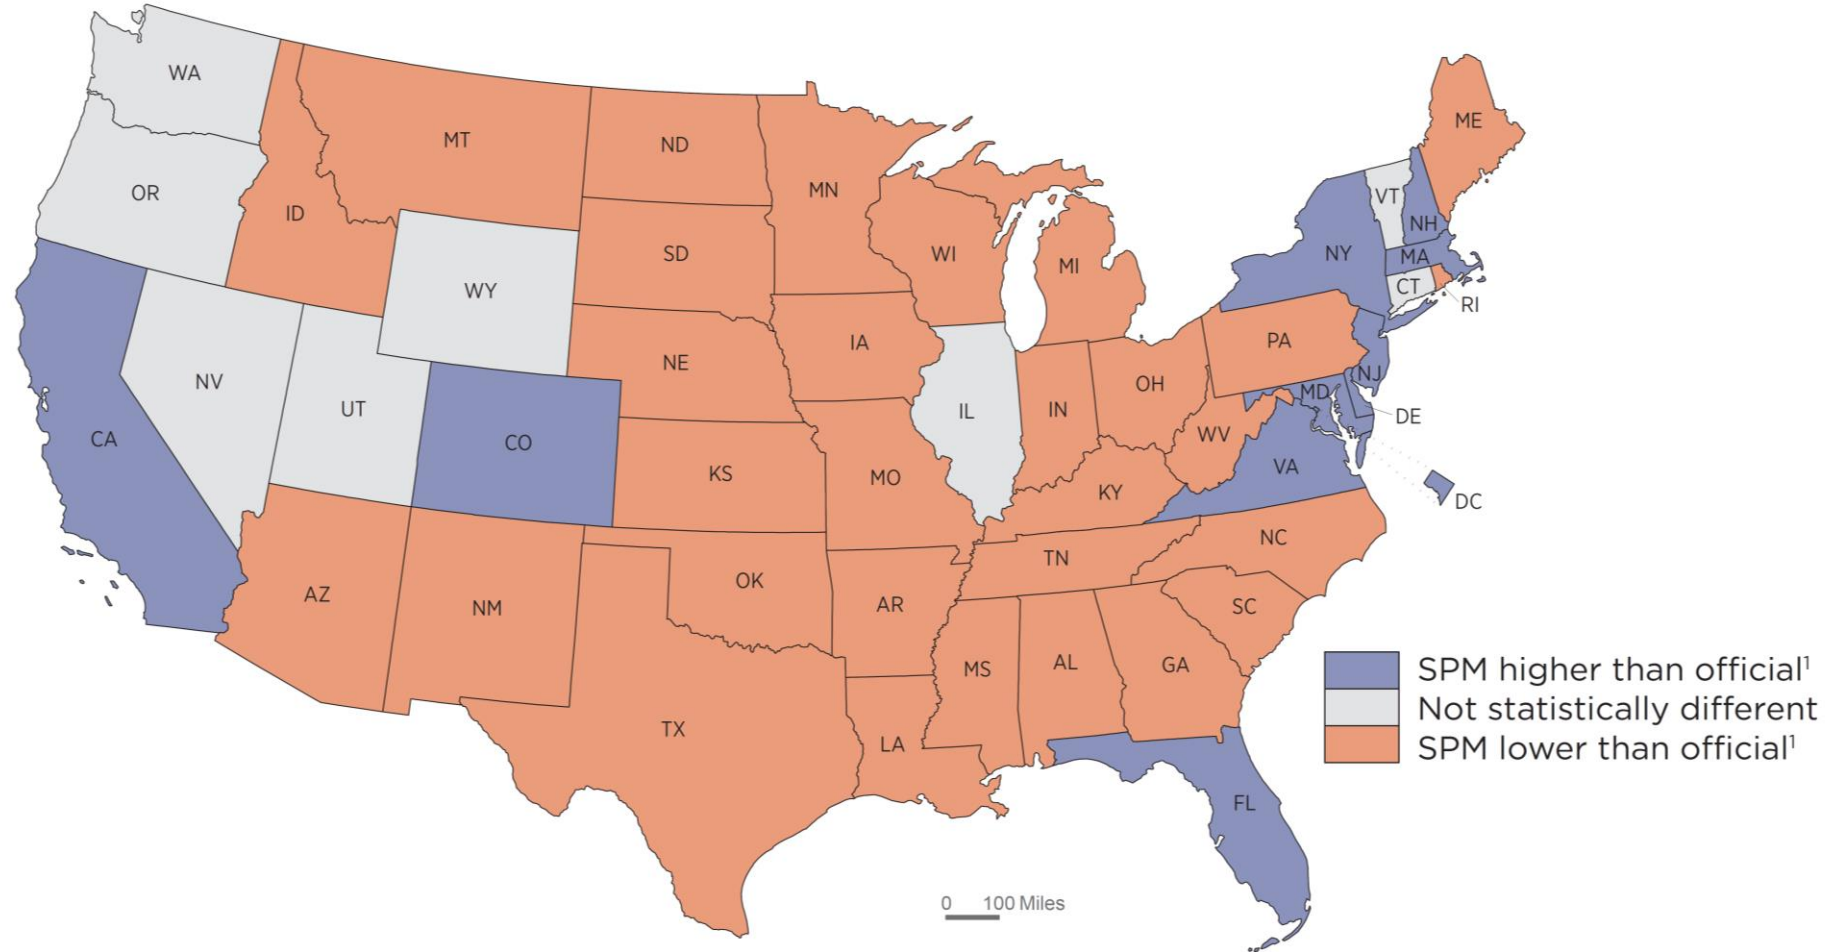 WA
MT
ND
ME
OR
ID
MN
VT
NH
WI
SD
NY
MA
MI
CT
WY
RI
IA
PA
NE
NJ
NV
OH
MD
UT
IL
IN
DE
CA
CO
WV
VA
KS
MO
KY
DC
NC
TN
OK
AZ
NM
AR
SC
MS
AL
GA
SPM higher than official¹
Not statistically different
SPM lower than official¹
TX
LA
FL
0 100 Miles